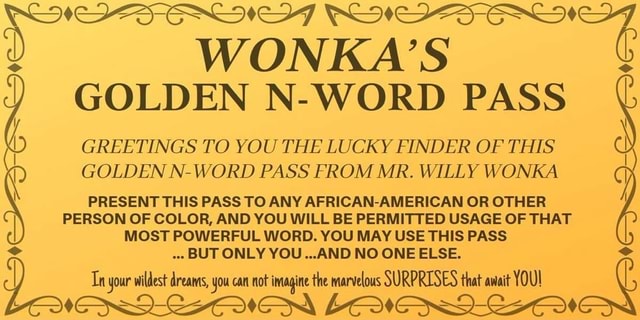 WONKA'S
GOLDEN N-WORD PASS
GREETINGS TO YOU THE LUCKY FINDER OF THIS
GOLDEN N-WORD PASS FROM MR. WILLY WONKA
PRESENT THIS PASS TO ANY AFRICAN-AMERICAN OR OTHER
PERSON OF COLOR, AND YOU WILL BE PERMITTED USAGE OF THAT
MOST POWERFUL WORD. YOU MAY USE THIS PASS
... BUT ONLY YOU ...AND NO ONE ELSE.
In your wildest dreams, you can not imagine the marvelous SURPRISES that await YOU!